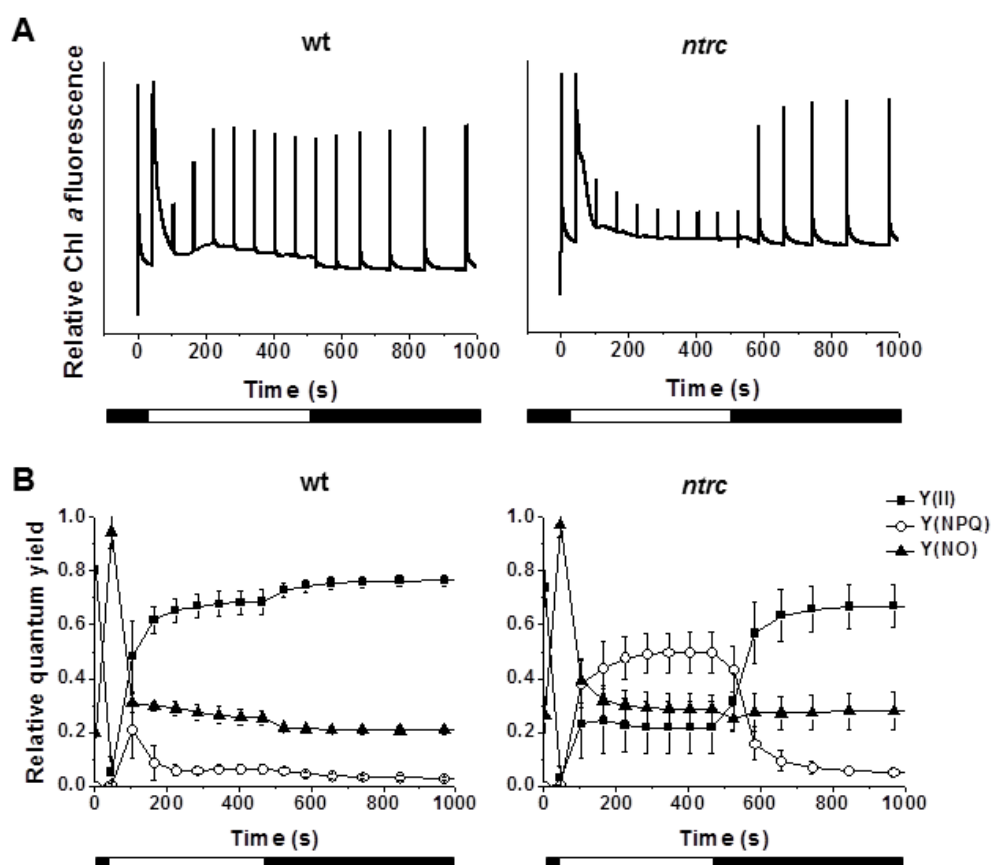 A
wt
ntrc
Relative Chl a fluorescence
0 200 400 600 800 1000
0 200 400 600 800 1000
Time (s)
Time (s)
B
wt
ntrc
Y(II)
Y(NPQ)
Y(NO)
Relative quantum yield
1.0
0.8
0.6
0.4
0.2
0.0
1.0
0.8
0.6
0.4
0.2
0.0
0 200 400 600 800 1000
0 200 400 600 800 1000
Time (s)
Time (s)